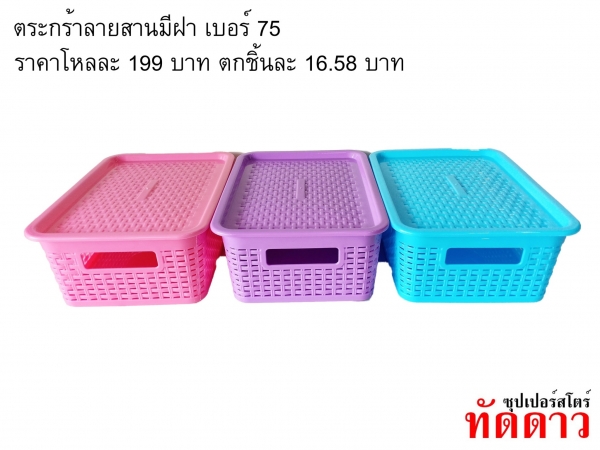 ตระกร้าลายสานมีฝา เบอร์ 75
ราคาโหลละ 199 บาท ตกชิ้นละ 16.58 บาท
ซุปเปอร์สโตร์
ทัดดาว